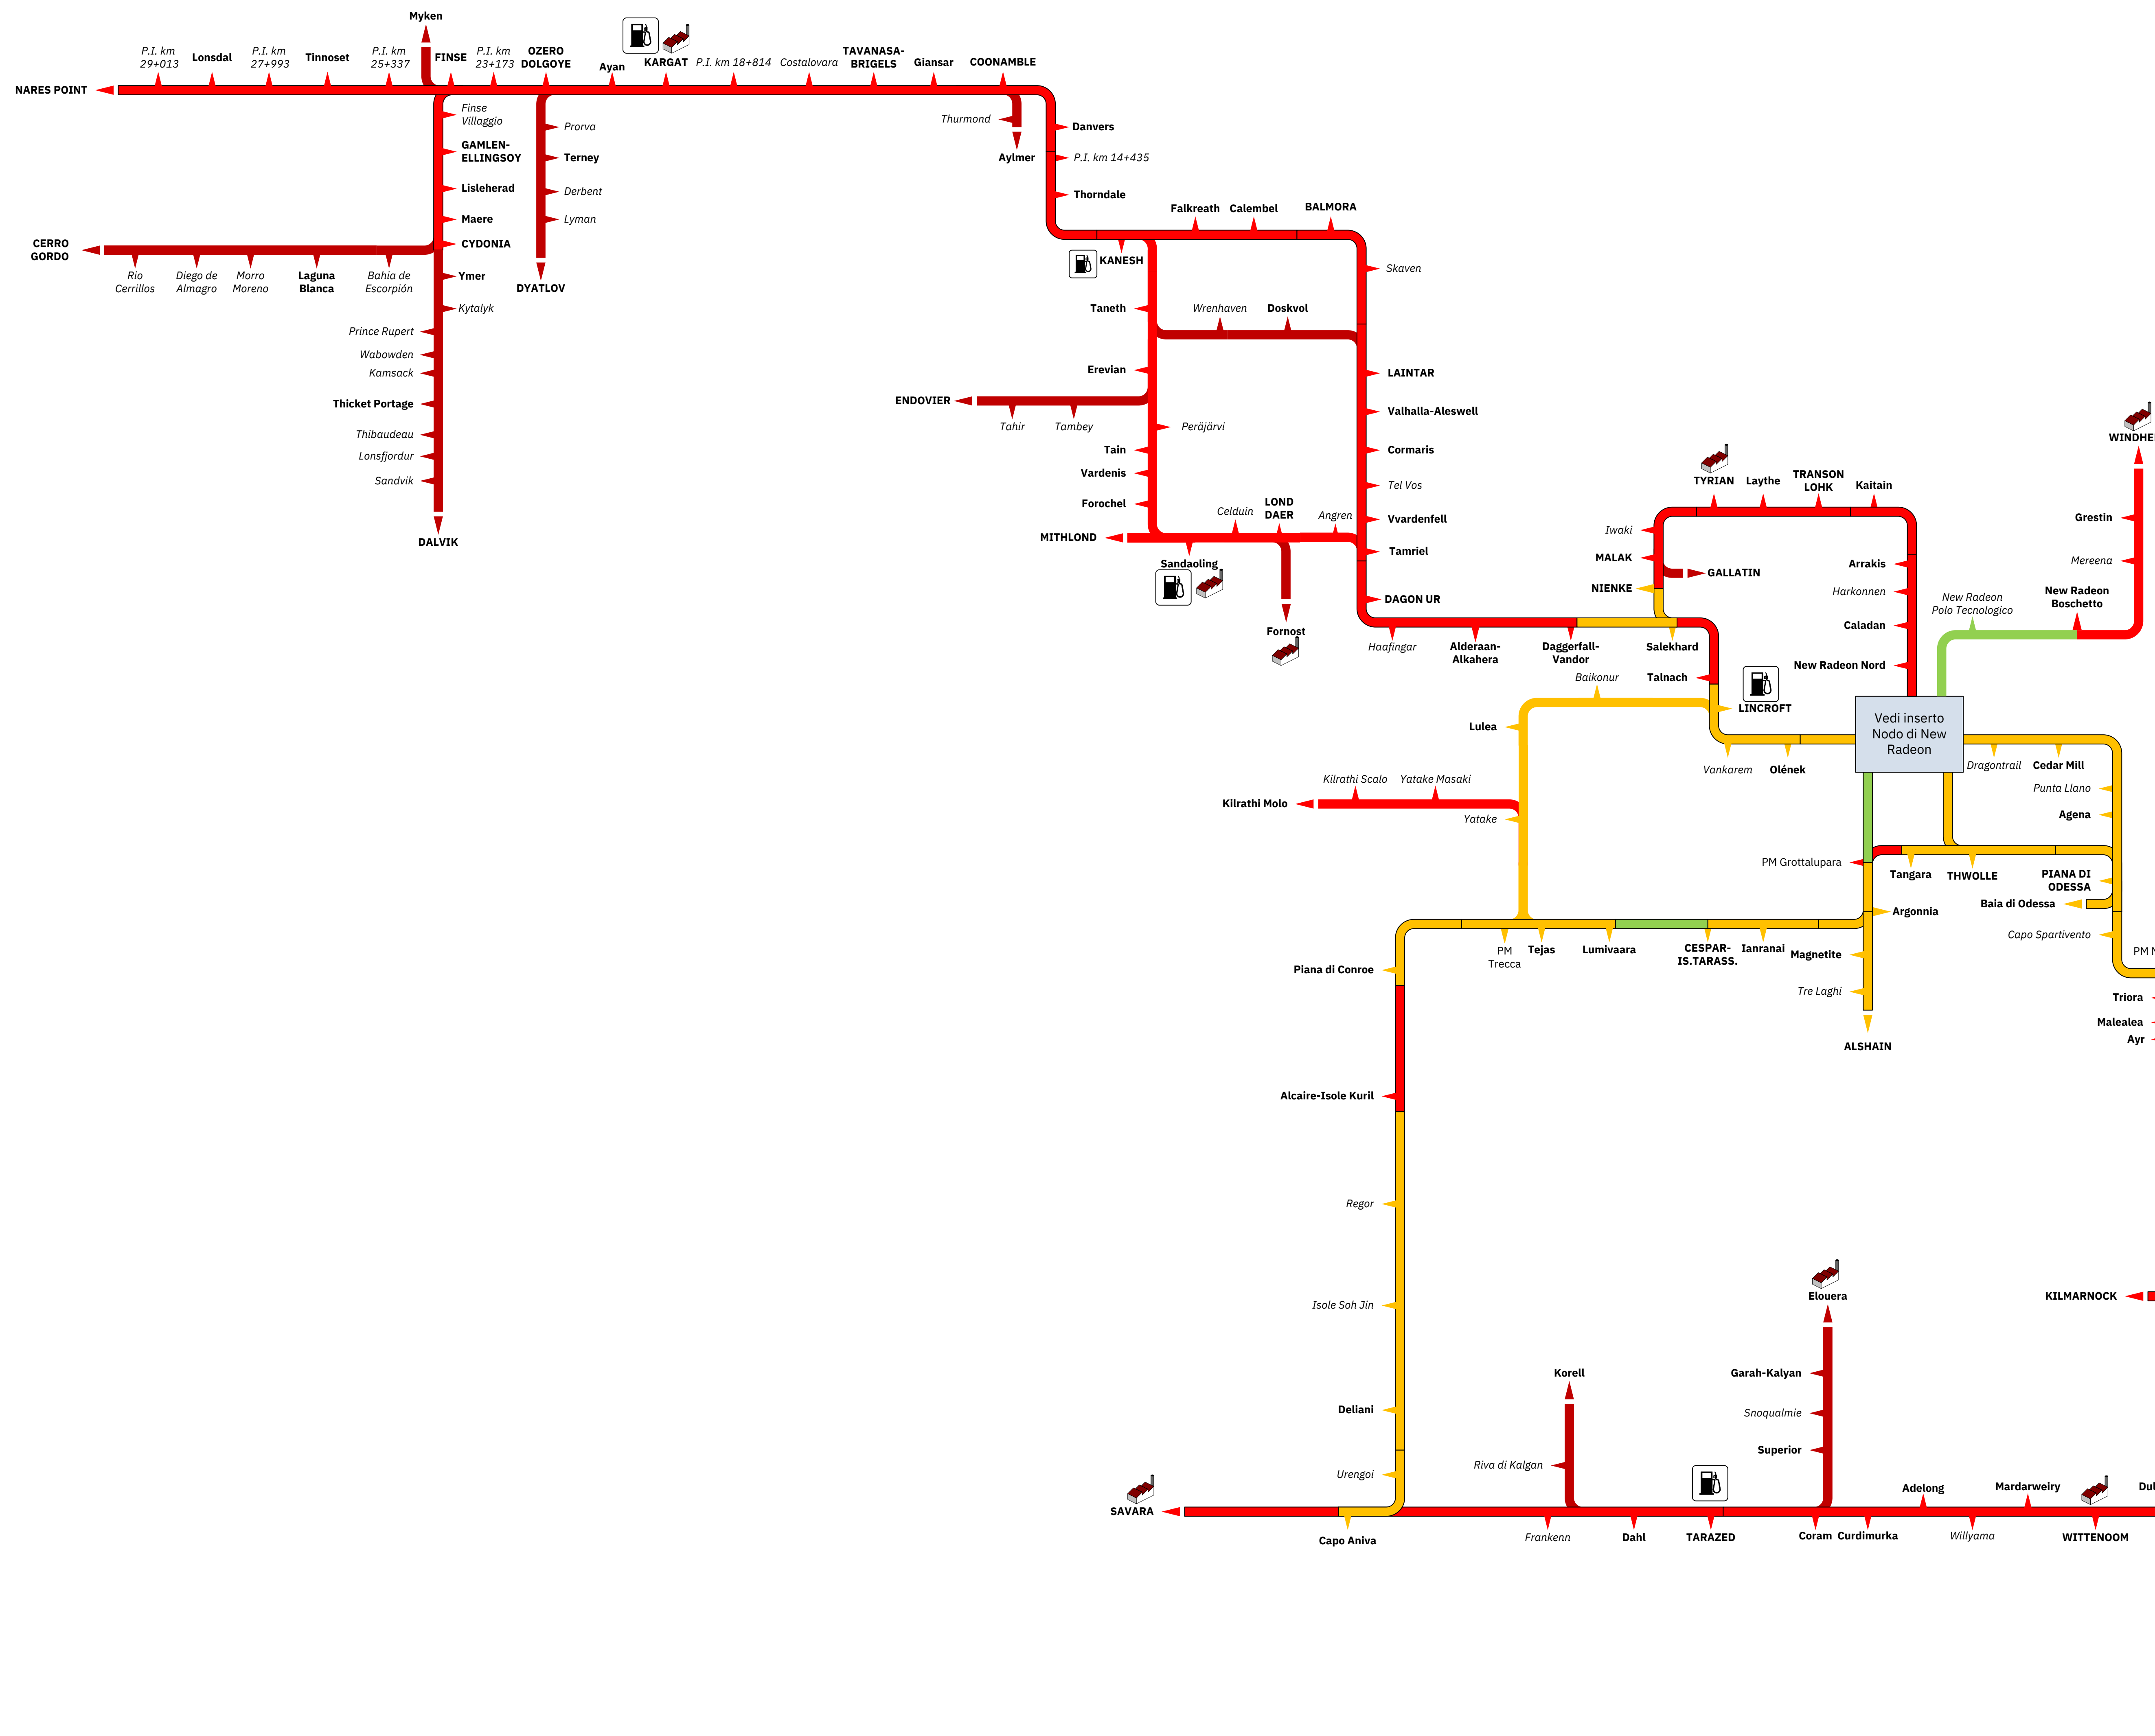 Myken
P.I. km
29+013
Lonsdal
P.I. km
27+993
Tinnoset
P.I. km
25+337
FINSE
P.I. km
23+173
OZERO
DOLGOYE
Ayan
KARGAT
P.I. km 18+814
Costalovara
TAVANASA-
BRIGELS
Giansar
COONAMBLE
NARES POINT
Finse
Villaggio
GAMLEN-
ELLINGSOY
Lisleherad
Maere
CYDONIA
Prorva
Terney
Derbent
Lyman
DYATLOV
Thurmond
Aylmer
Danvers
P.I. km 14+435
Thorndale
CERRO
GORDO
Rio
Cerrillos
Diego de
Almagro
Morro
Moreno
Laguna
Blanca
Bahia de
Escorpión
Ymer
Kytalyk
Prince Rupert
Wabowden
Kamsack
Thicket Portage
Thibaudeau
Lonsfjordur
Sandvik
DALVIK
KANESH
Falkreath
Calembel
BALMORA
Skaven
Taneth
Wrenhaven
Doskvol
Erevian
ENDOVIER
Tahir
Tambey
Peräjärvi
Tain
Vardenis
Forochel
MITHLOND
Sandaoling
Celduin
LOND
DAER
Angren
Fornost
LAINTAR
Valhalla-Aleswell
Cormaris
Tel Vos
Vvardenfell
Tamriel
DAGON UR
Haafingar
Alderaan-
Alkahera
Daggerfall-
Vandor
Salekhard
Talnach
Iwaki
MALAK
NIENKE
GALLATIN
TYRIAN
Laythe
TRANSON
LOHK
Kaitain
Arrakis
Harkonnen
Caladan
New Radeon Nord
New Radeon
Polo Tecnologico
New Radeon
Boschetto
Grestin
Mereena
WINDHE
Baikonur
LINCROFT
Lulea
Vankarem
Olének
Vedi inserto
Nodo di New
Radeon
Dragontrail
Cedar Mill
Punta Llano
Agena
Kilrathi Scalo
Yatake Masaki
Kilrathi Molo
Yatake
PM Grottalupara
Tangara
THWOLLE
PIANA DI
ODESSA
Baia di Odessa
Capo Spartivento
PM
Argonnia
Magnetite
Tre Laghi
ALSHAIN
PM
Trecca
Tejas
Lumivaara
CESPAR-
IS.TARASS.
Ianranai
Piana di Conroe
Alcaire-Isole Kuril
Regor
Isole Soh Jin
Deliani
Urengoi
Triora
Malealea
Ayr
KILMARNOCK
Elouera
Garah-Kalyan
Snoqualmie
Superior
Korell
Riva di Kalgan
SAVARA
Capo Aniva
Frankenn
Dahl
TARAZED
Coram
Curdimurka
Adelong
Willyama
Mardarweiry
WITTENOOM
Dul